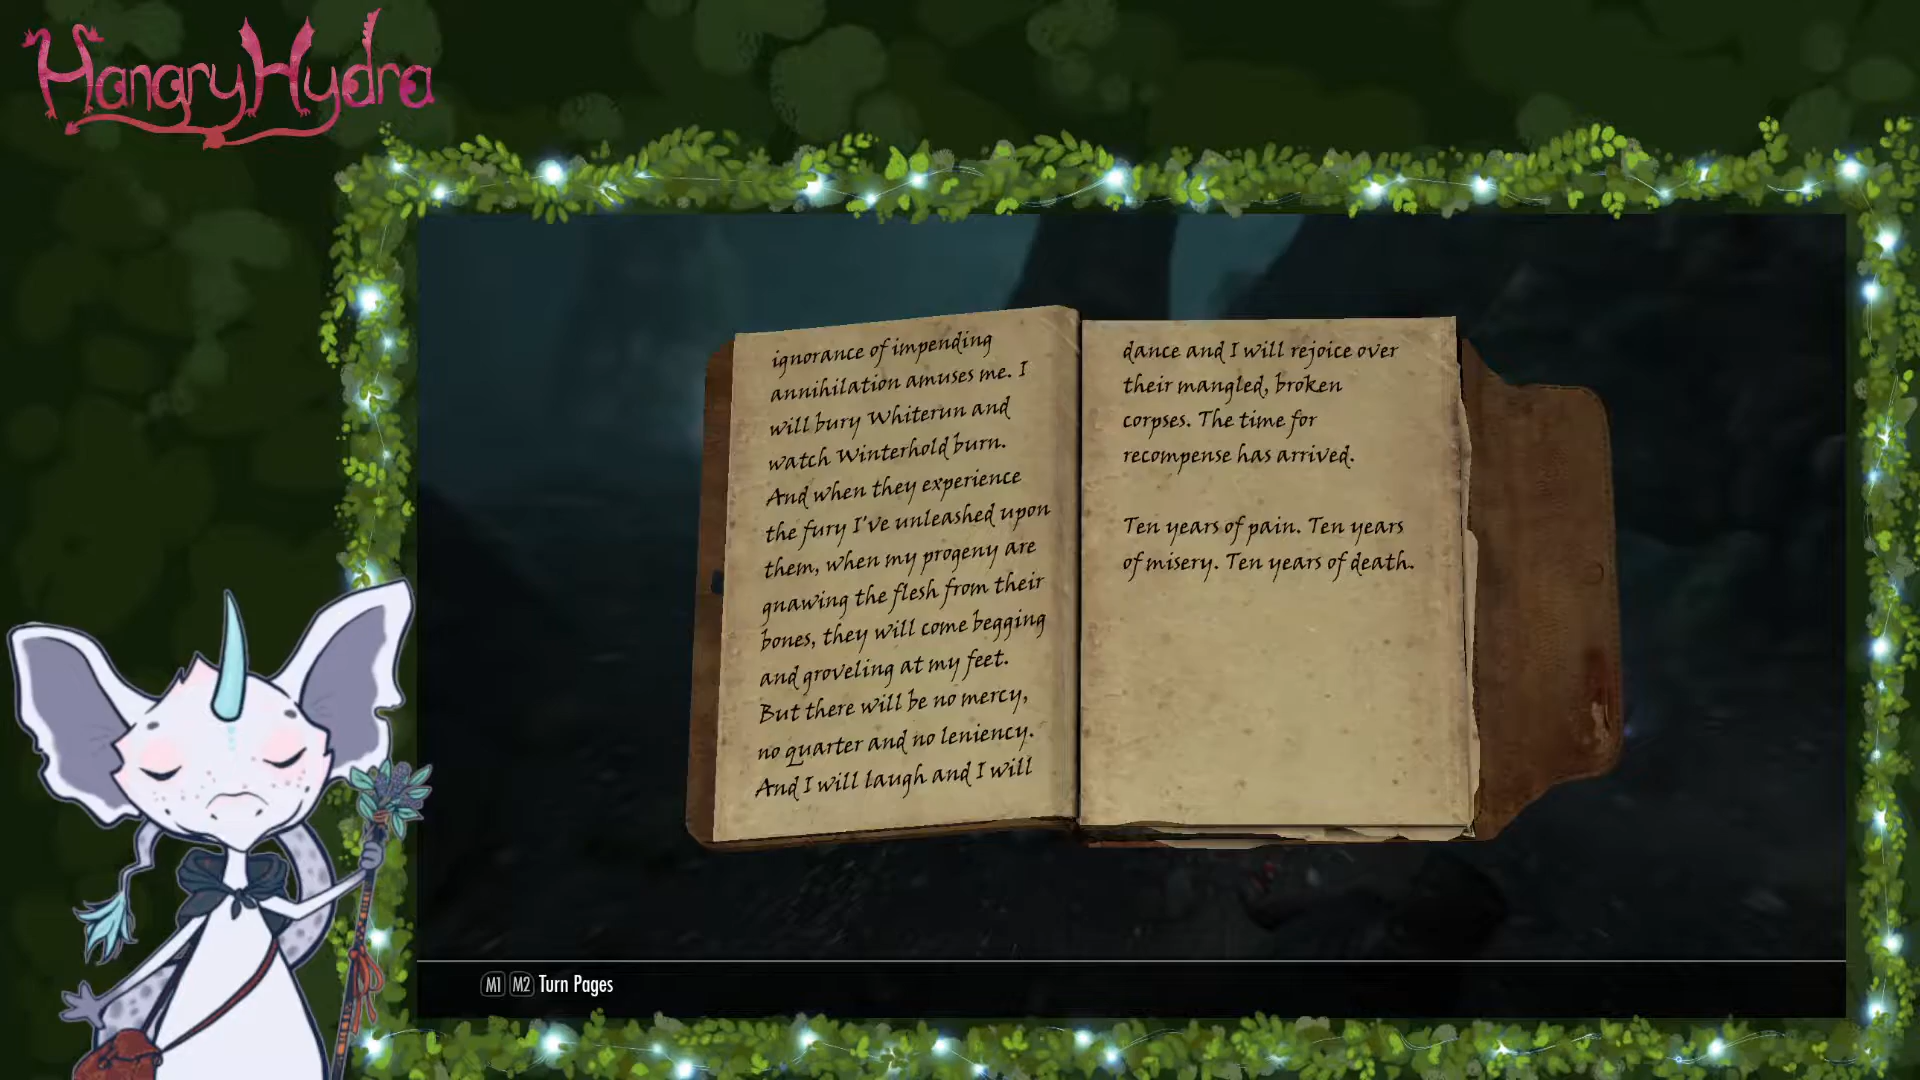 HangryHydra
ignorance of impending
annihilation amuses me. I
will bury Whiterun and
watch Winterhold burn.
And when they experience
the fury I've unleashed upon
them, when my progeny are
gnawing the flesh from their
bones, they will come begging
and groveling at my feet.
But there will be no mercy,
no quarter and no leniency.
And I will laugh and I will
dance and I will rejoice over
their mangled, broken
corpses. The time for
recompense has arrived.
Ten years of pain. Ten years
of misery. Ten years of death.
M1 M2 Turn Pages